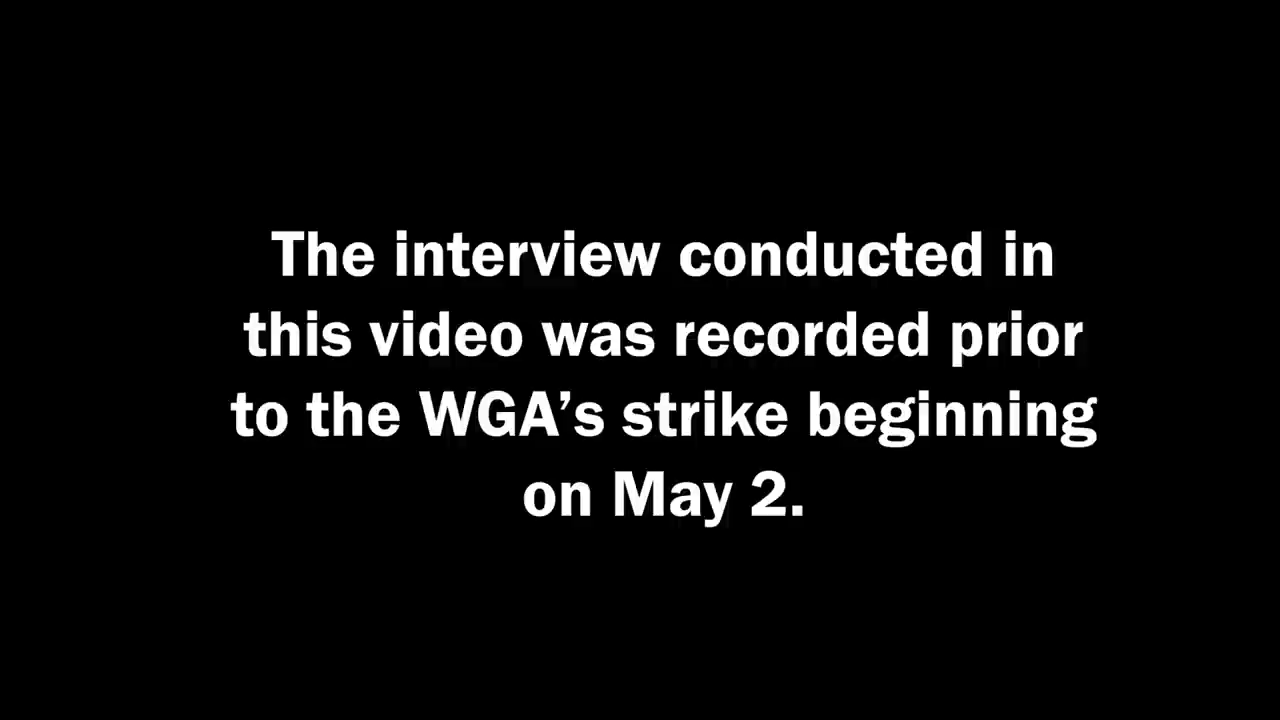 The interview conducted in
this video was recorded prior
to the WGA’s strike beginning
on May 2.